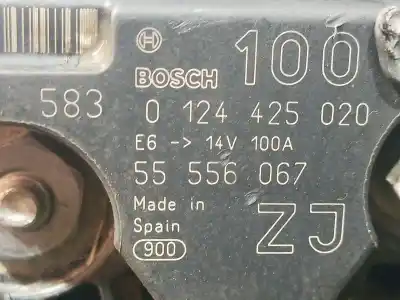 100
BOSCH
583
0 124 425 020
E6 -> 14V 100A
55 556 067
Made in
Spain
900
ZJ